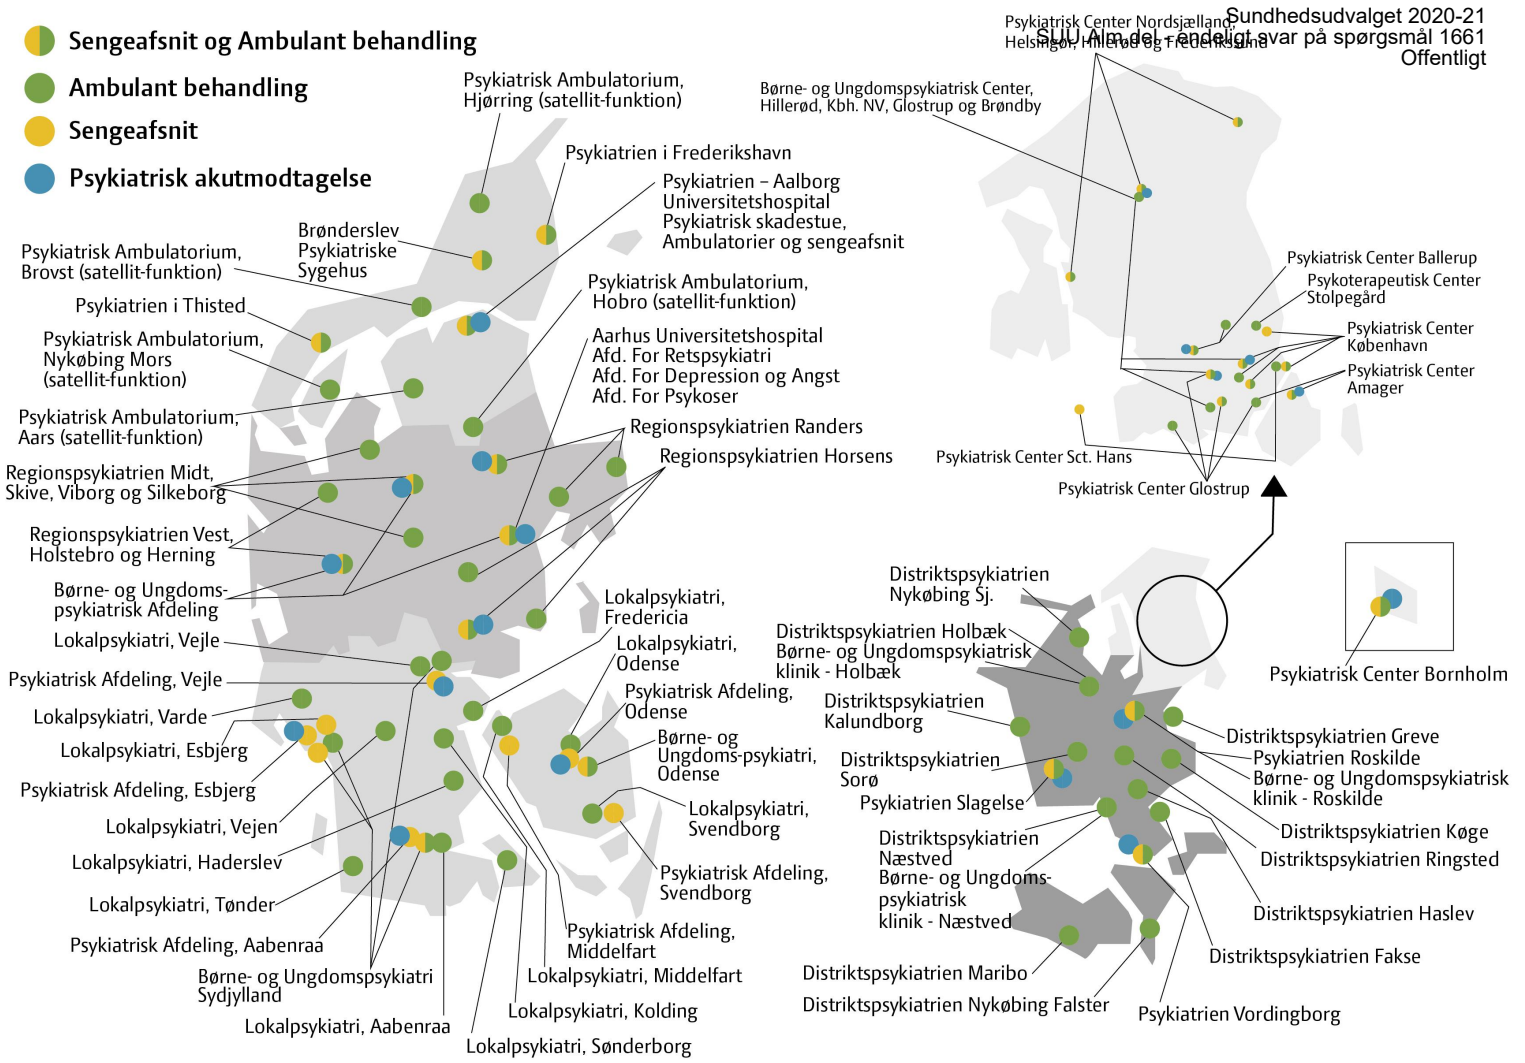 Sengeafsnit og Ambulant behandling
Ambulant behandling
Sengeafsnit
Psykiatrisk akutmodtagelse
Sundhedsudvalget 2020-21
SUU Alm.del - endeligt svar på spørgsmål 1661
Offentligt
Psykiatrisk Center Nordsjælland,
Helsingør, Hillerød og Frederikssund
Børne- og Ungdomspsykiatrisk Center,
Hillerød, Kbh. NV, Glostrup og Brøndby
Psykiatrisk Ambulatorium,
Hjørring (satellit-funktion)
Psykiatrien i Frederikshavn
Psykiatrien – Aalborg
Universitetshospital
Psykiatrisk skadestue,
Ambulatorier og sengeafsnit
Brønderslev
Psykiatriske
Sygehus
Psykiatrisk Ambulatorium,
Brovst (satellit-funktion)
Psykiatrien i Thisted
Psykiatrisk Ambulatorium,
Nykøbing Mors
(satellit-funktion)
Psykiatrisk Ambulatorium,
Aars (satellit-funktion)
Psykiatrisk Ambulatorium,
Hobro (satellit-funktion)
Aarhus Universitetshospital
Afd. For Retspsykiatri
Afd. For Depression og Angst
Afd. For Psykoser
Regionspsykiatrien Randers
Regionspsykiatrien Horsens
Regionspsykiatrien Midt,
Skive, Viborg og Silkeborg
Regionspsykiatrien Vest,
Holstebro og Herning
Børne- og Ungdoms-
psykiatrisk Afdeling
Lokalpsykiatri, Vejle
Psykiatrisk Afdeling, Vejle
Lokalpsykiatri, Varde
Lokalpsykiatri, Esbjerg
Psykiatrisk Afdeling, Esbjerg
Lokalpsykiatri, Vejen
Lokalpsykiatri, Haderslev
Lokalpsykiatri, Tønder
Psykiatrisk Afdeling, Aabenraa
Børne- og Ungdomspsykiatri
Sydjylland
Lokalpsykiatri, Aabenraa
Lokalpsykiatri,
Fredericia
Lokalpsykiatri,
Odense
Psykiatrisk Afdeling,
Odense
Børne- og
Ungdoms-psykiatri,
Odense
Lokalpsykiatri,
Svendborg
Psykiatrisk Afdeling,
Svendborg
Psykiatrisk Afdeling,
Middelfart
Lokalpsykiatri, Middelfart
Lokalpsykiatri, Kolding
Lokalpsykiatri, Sønderborg
Psykiatrisk Center Ballerup
Psykoterapeutisk Center
Stolpegård
Psykiatrisk Center
København
Psykiatrisk Center
Amager
Psykiatrisk Center Sct. Hans
Psykiatrisk Center Glostrup
Psykiatrisk Center Bornholm
Distriktspsykiatrien
Nykøbing Sj.
Distriktspsykiatrien Holbæk
Børne- og Ungdomspsykiatrisk
klinik - Holbæk
Distriktspsykiatrien
Kalundborg
Distriktspsykiatrien
Sorø
Psykiatrien Slagelse
Distriktspsykiatrien
Næstved
Børne- og Ungdoms-
psykiatrisk
klinik - Næstved
Distriktspsykiatrien Maribo
Distriktspsykiatrien Nykøbing Falster
Distriktspsykiatrien Greve
Psykiatrien Roskilde
Børne- og Ungdomspsykiatrisk
klinik - Roskilde
Distriktspsykiatrien Køge
Distriktspsykiatrien Ringsted
Distriktspsykiatrien Haslev
Distriktspsykiatrien Fakse
Psykiatrien Vordingborg